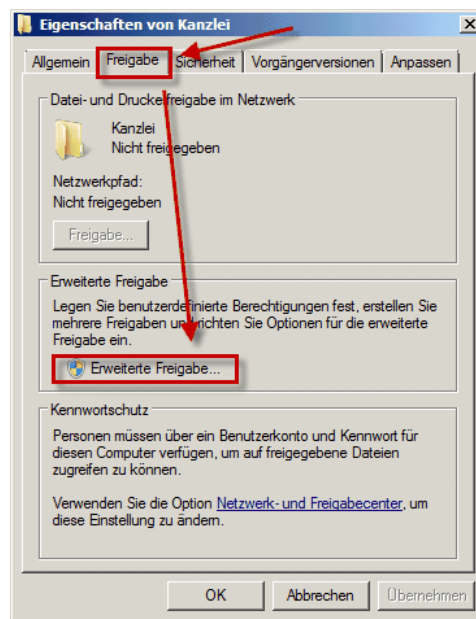 Eigenschaften von Kanzlei
Allgemein Freigabe Sicherheit Vorgängerversionen Anpassen
Datei- und Druckerfreigabe im Netzwerk
Kanzlei
Nicht freigegeben
Netzwerkpfad:
Nicht freigegeben
Freigabe...
Erweiterte Freigabe
Legen Sie benutzerdefinierte Berechtigungen fest, erstellen Sie
mehrere Freigaben und richten Sie Optionen für die erweiterte
Freigabe ein.
Erweiterte Freigabe...
Kennwortschutz
Personen müssen über ein Benutzerkonto und Kennwort für
diesen Computer verfügen, um auf freigegebene Dateien
zugreifen zu können.
Verwenden Sie die Option Netzwerk- und Freigabecenter, um
diese Einstellung zu ändern.
OK Abbrechen Übernehmen